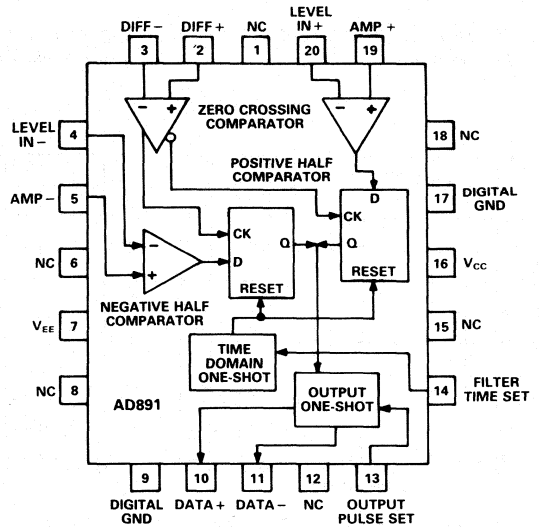 DIFF- DIFF+ NC LEVEL IN+ AMP+
3 2 1 20 19
- + ZERO CROSSING COMPARATOR - +
LEVEL IN- 4
18 NC
POSITIVE HALF COMPARATOR
AMP- 5
17 DIGITAL GND
D
CK
Q
RESET
CK
Q
D
RESET
-
+
NEGATIVE HALF COMPARATOR
NC 6
16 VCC
VEE 7
15 NC
TIME DOMAIN ONE-SHOT
NC 8
14 FILTER TIME SET
OUTPUT ONE-SHOT
AD891
9 10 11 12 13
DIGITAL GND DATA+ DATA- NC OUTPUT PULSE SET